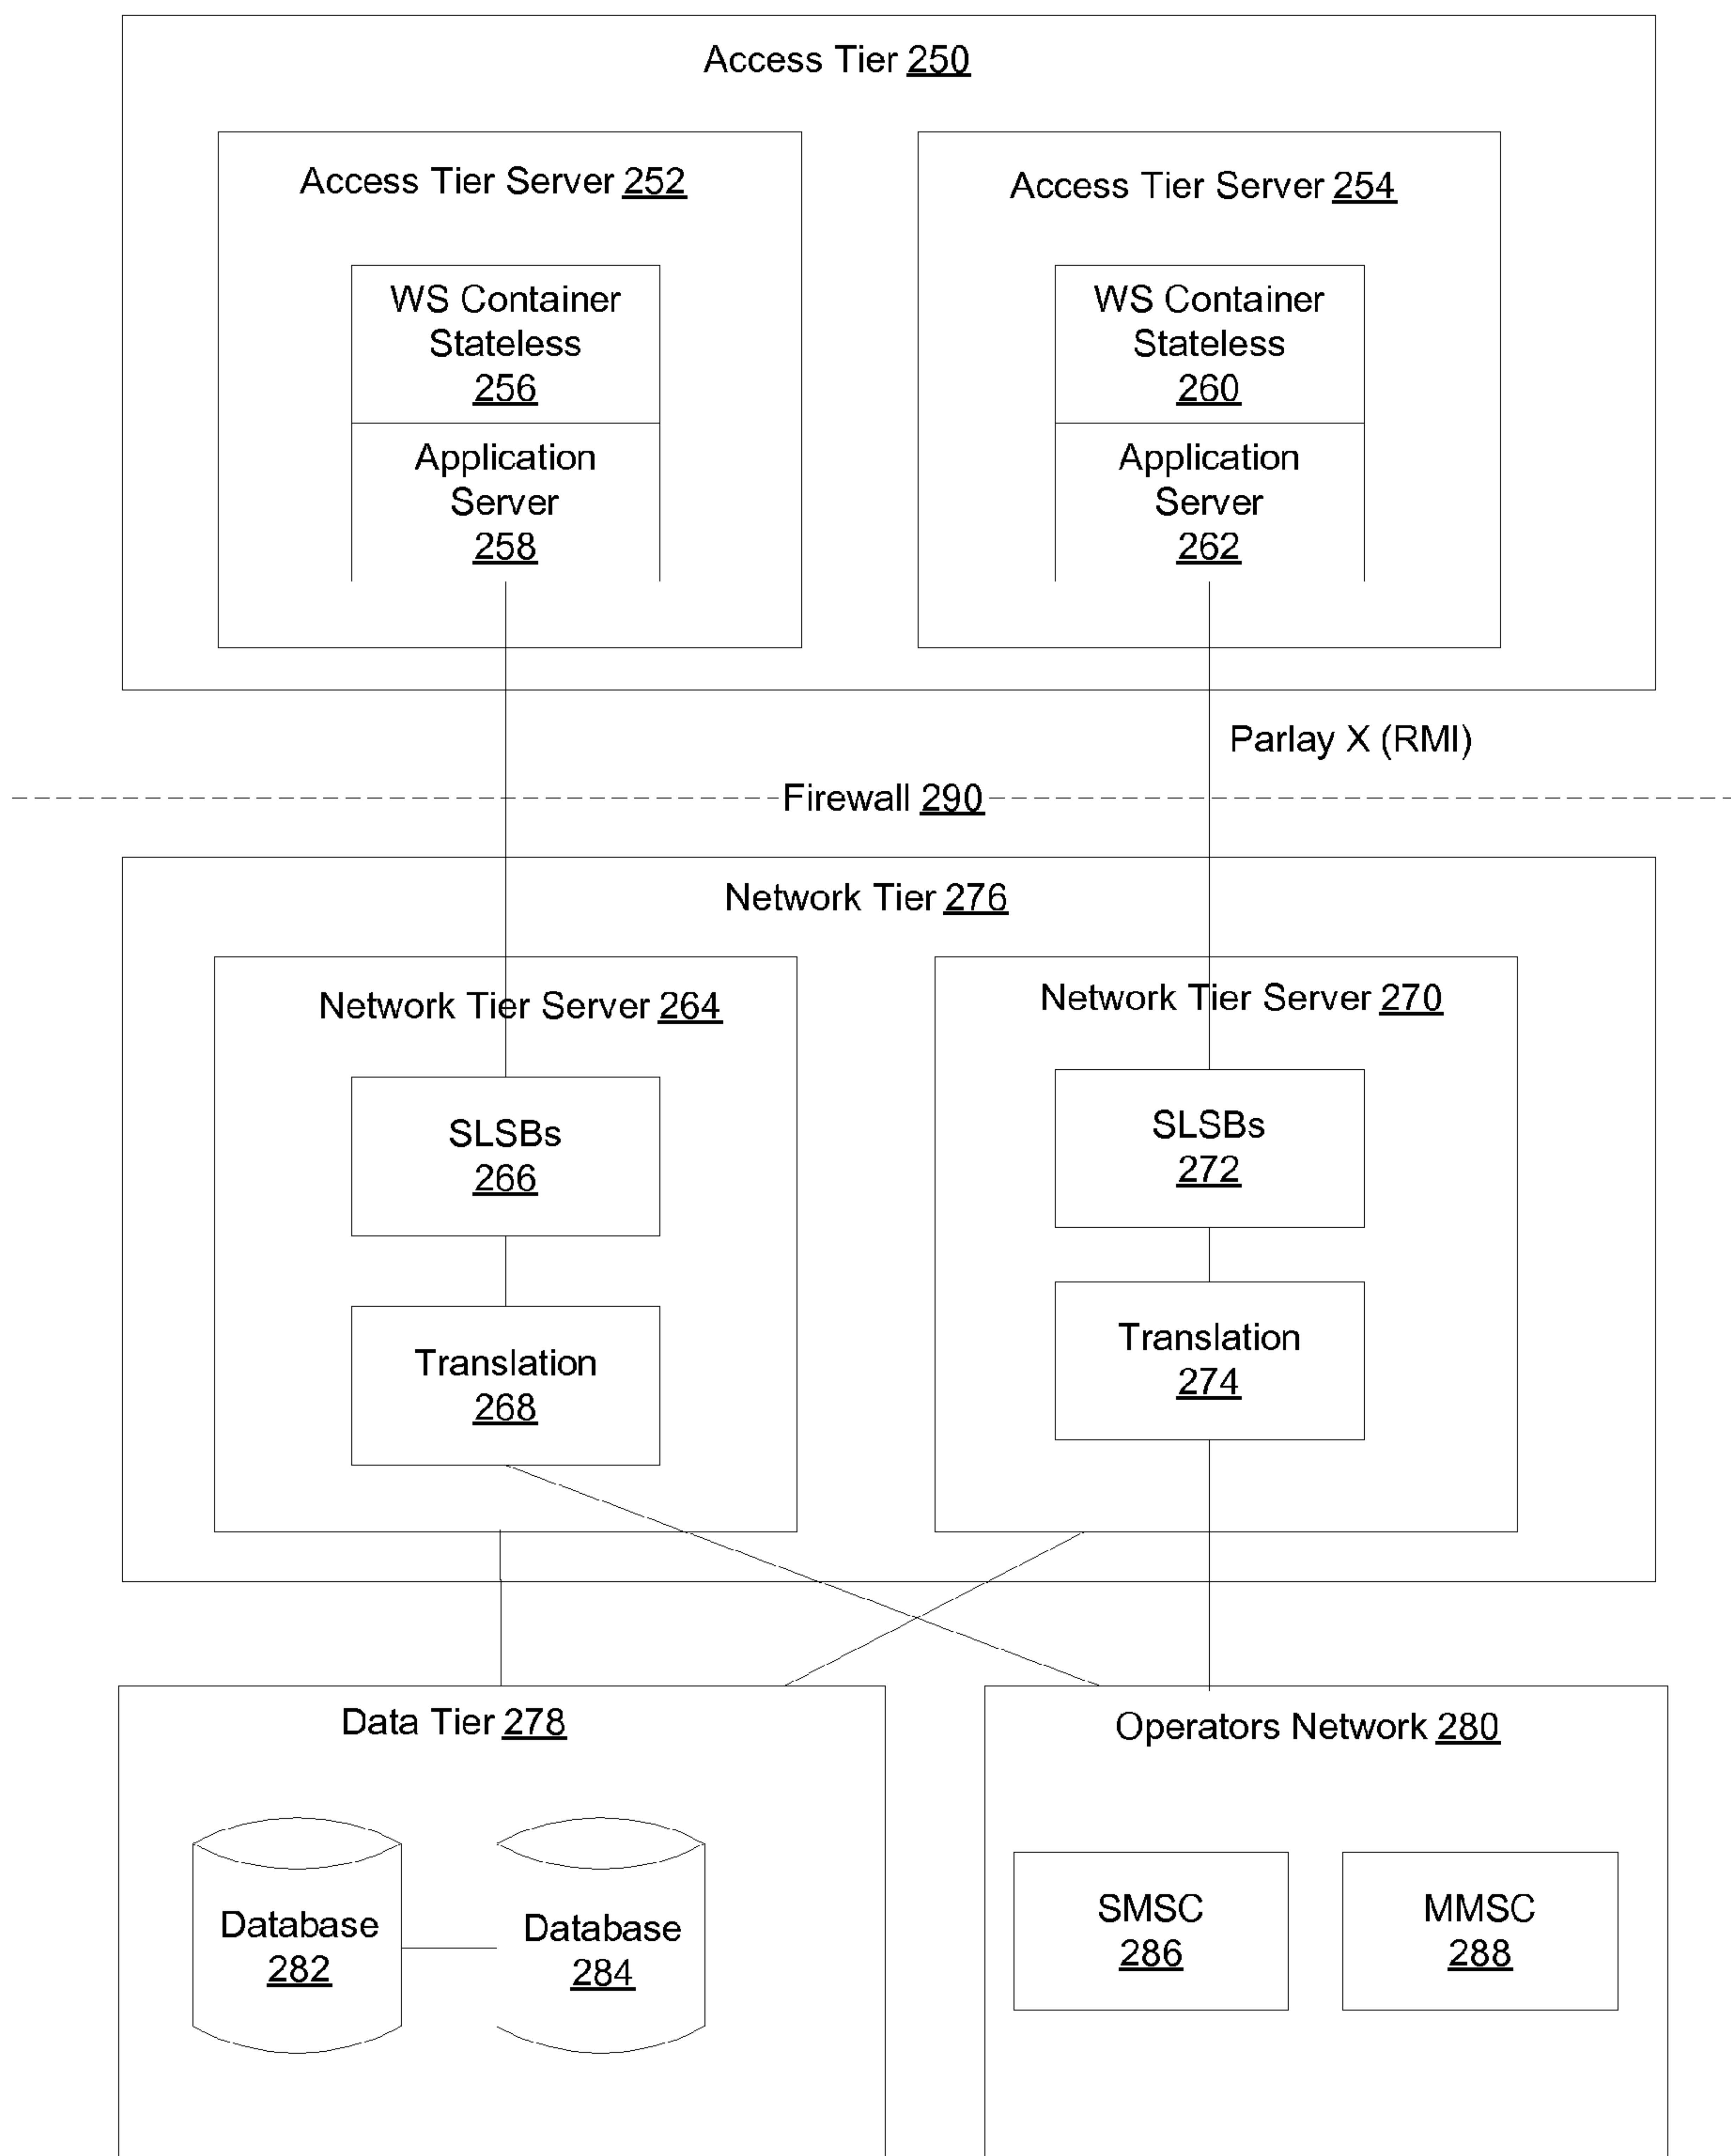 Access Tier 250
Access Tier Server 252
Access Tier Server 254
WS Container
Stateless
256
WS Container
Stateless
260
Application
Server
258
Application
Server
262
Parlay X (RMI)
Firewall 290
Network Tier 276
Network Tier Server 264
Network Tier Server 270
SLSBs
266
SLSBs
272
Translation
268
Translation
274
Data Tier 278
Operators Network 280
Database
282
Database
284
SMSC
286
MMSC
288